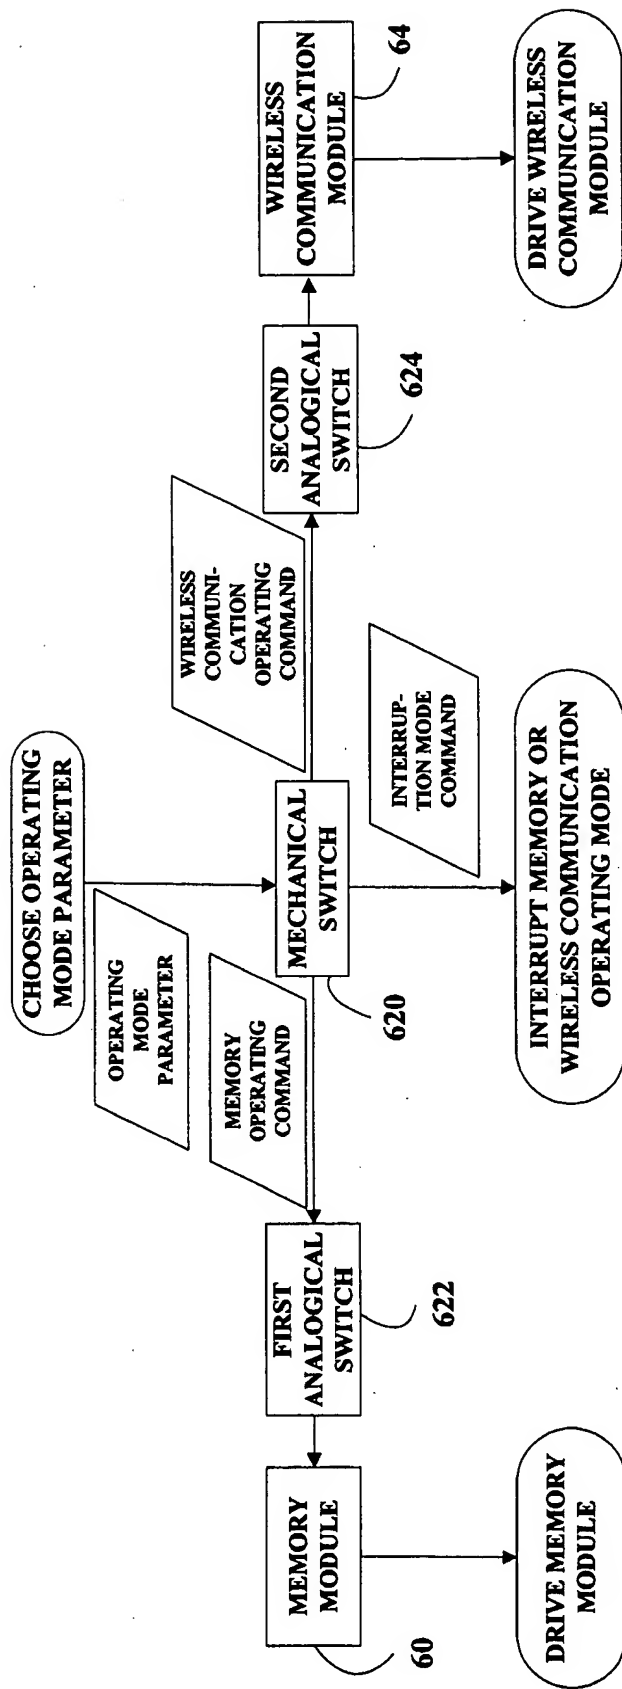 CHOOSE OPERATING
MODE PARAMETER
OPERATING
MODE
PARAMETER
MEMORY
OPERATING
COMMAND
WIRELESS
COMMUNI-
CATION
OPERATING
COMMAND
MEMORY
MODULE
60
FIRST
ANALOGICAL
SWITCH
622
MECHANICAL
SWITCH
620
SECOND
ANALOGICAL
SWITCH
624
WIRELESS
COMMUNICATION
MODULE
64
INTERRUP-
TION MODE
COMMAND
DRIVE MEMORY
MODULE
INTERRUPT MEMORY OR
WIRELESS COMMUNICATION
OPERATING MODE
DRIVE WIRELESS
COMMUNICATION
MODULE